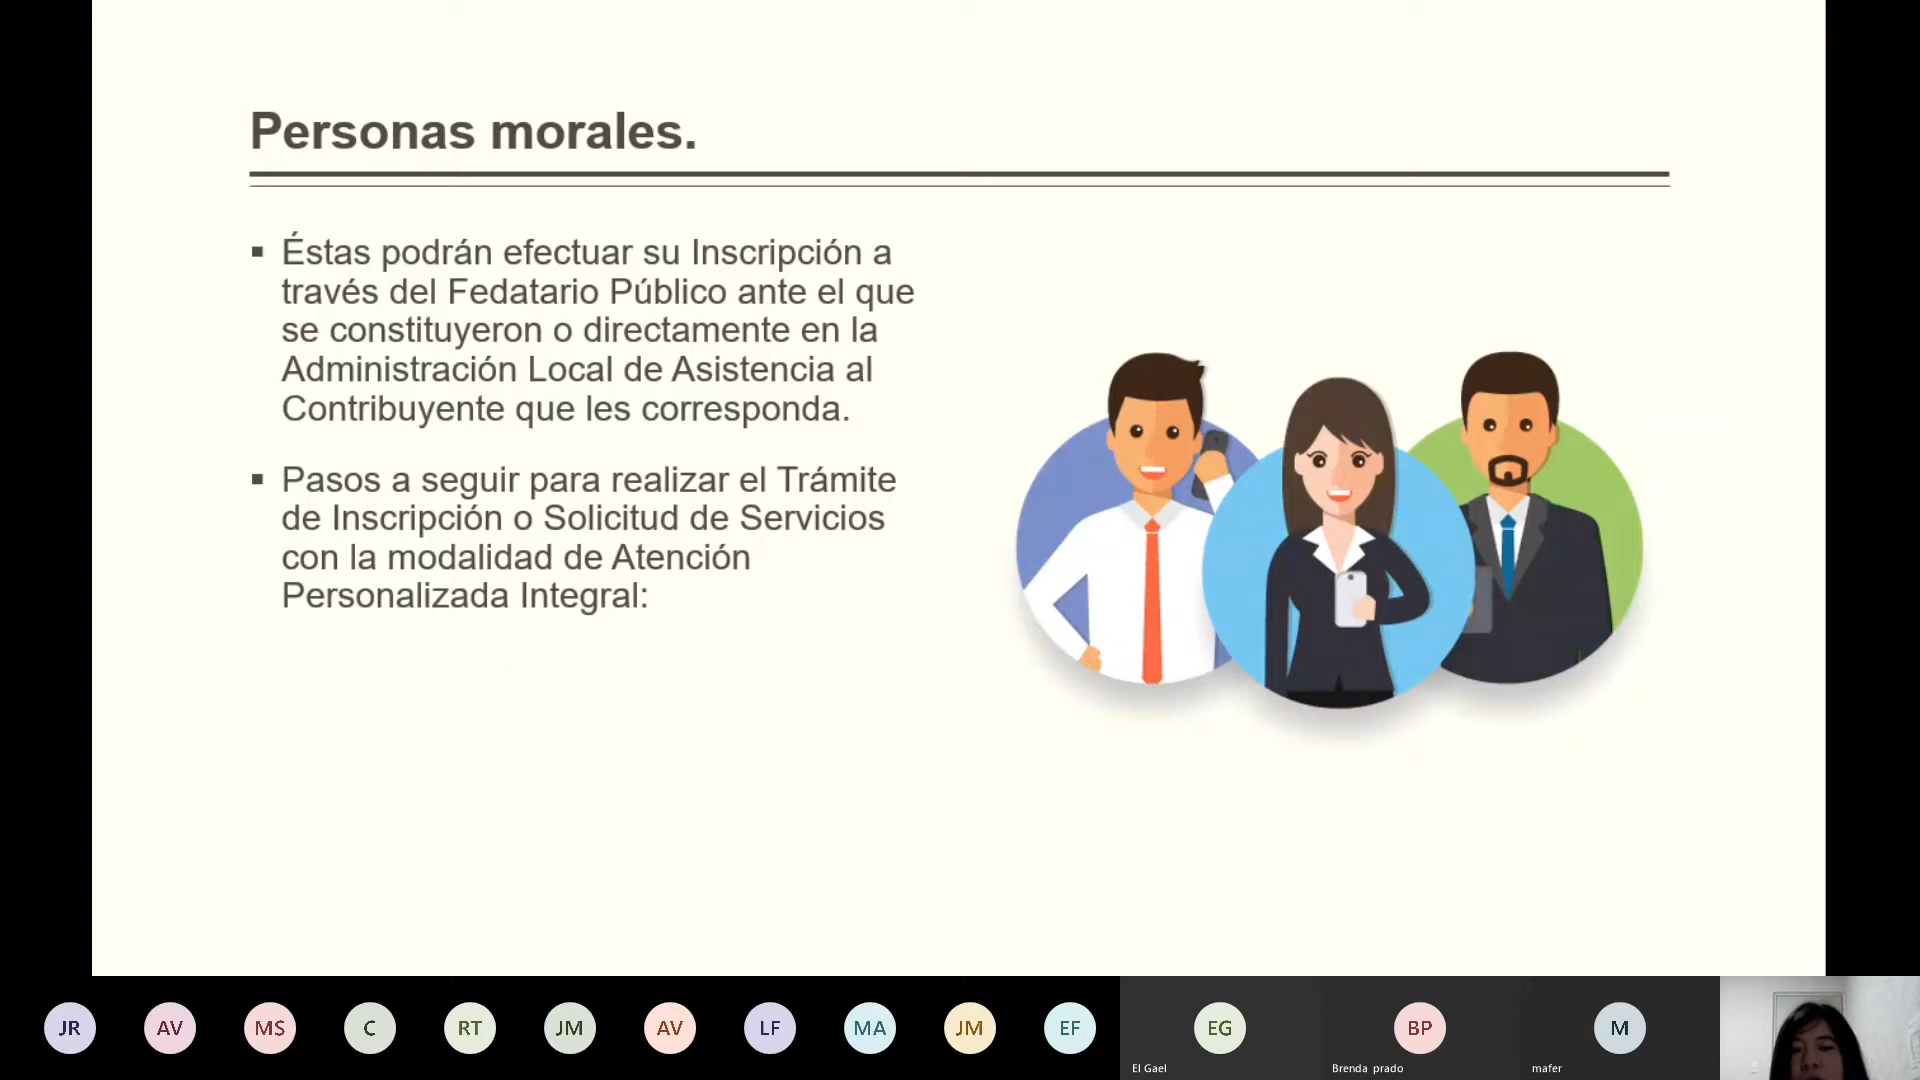 Personas morales.
▪ Éstas podrán efectuar su Inscripción a
través del Fedatario Público ante el que
se constituyeron o directamente en la
Administración Local de Asistencia al
Contribuyente que les corresponda.
▪ Pasos a seguir para realizar el Trámite
de Inscripción o Solicitud de Servicios
con la modalidad de Atención
Personalizada Integral:
JR AV MS C RT JM AV LF MA JM EF EG BP M
El Gael Brenda prado mafer